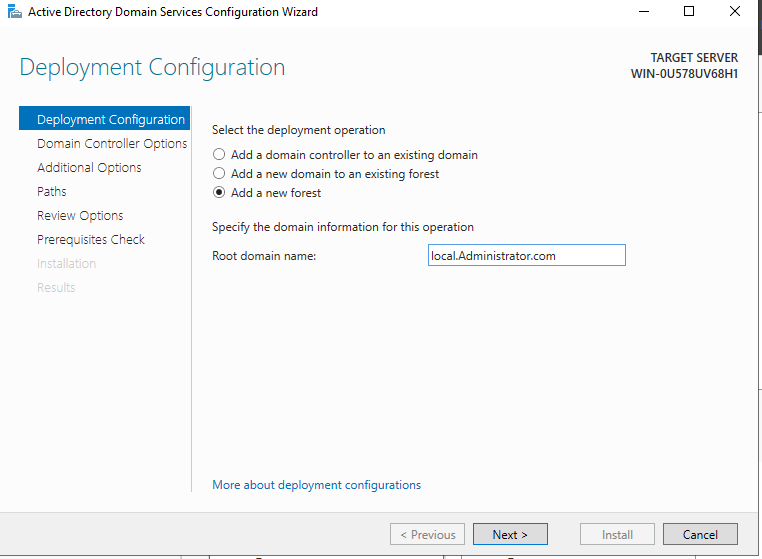 Active Directory Domain Services Configuration Wizard
Deployment Configuration
TARGET SERVER
WIN-0U578UV68H1
Deployment Configuration
Domain Controller Options
Additional Options
Paths
Review Options
Prerequisites Check
Installation
Results
Select the deployment operation
Add a domain controller to an existing domain
Add a new domain to an existing forest
Add a new forest
Specify the domain information for this operation
Root domain name:
local.Administrator.com
More about deployment configurations
< Previous
Next >
Install
Cancel